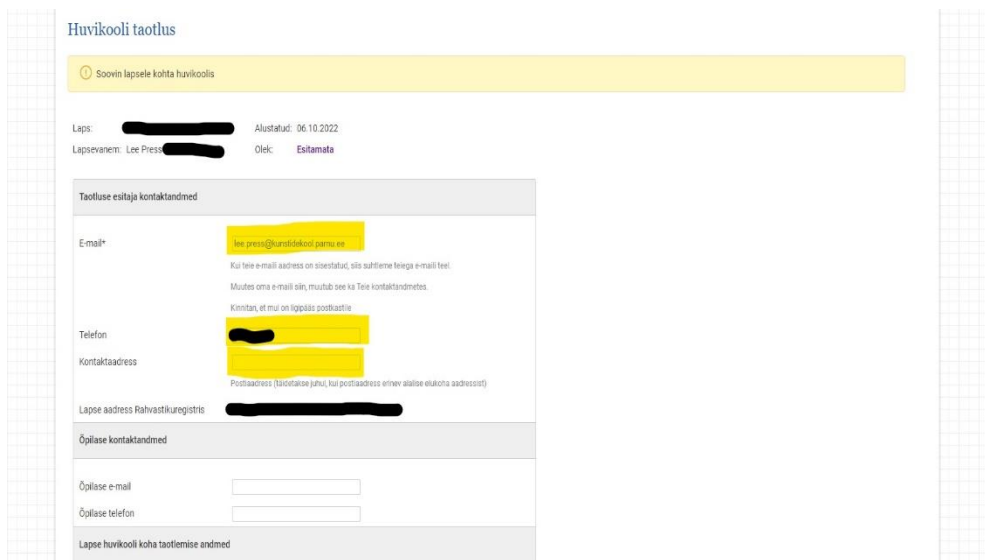 Huvikooli taotlus
Soovin lapsele kohta huvikoolis
Laps: Alustatud: 06.10.2022
Lapsevanem: Lee Press Olek: Esitamata
Taotluse esitaja kontaktandmed
E-mail* lee.press@kunstidekool.parnu.ee
Kui teie e-maili aadress on sisestatud, siis suhtleme teiega e-maili teel.
Muutes oma e-maili siin, muutub see ka Teie kontaktandmetes.
Kinnitan, et mul on ligipääs postkastile
Telefon
Kontaktaadress
Postiaadress (täidetakse juhul, kui postiaadress erinev alalise elukoha aadressist)
Lapse aadress Rahvastikuregistris
Õpilase kontaktandmed
Õpilase e-mail
Õpilase telefon
Lapse huvikooli koha taotlemise andmed